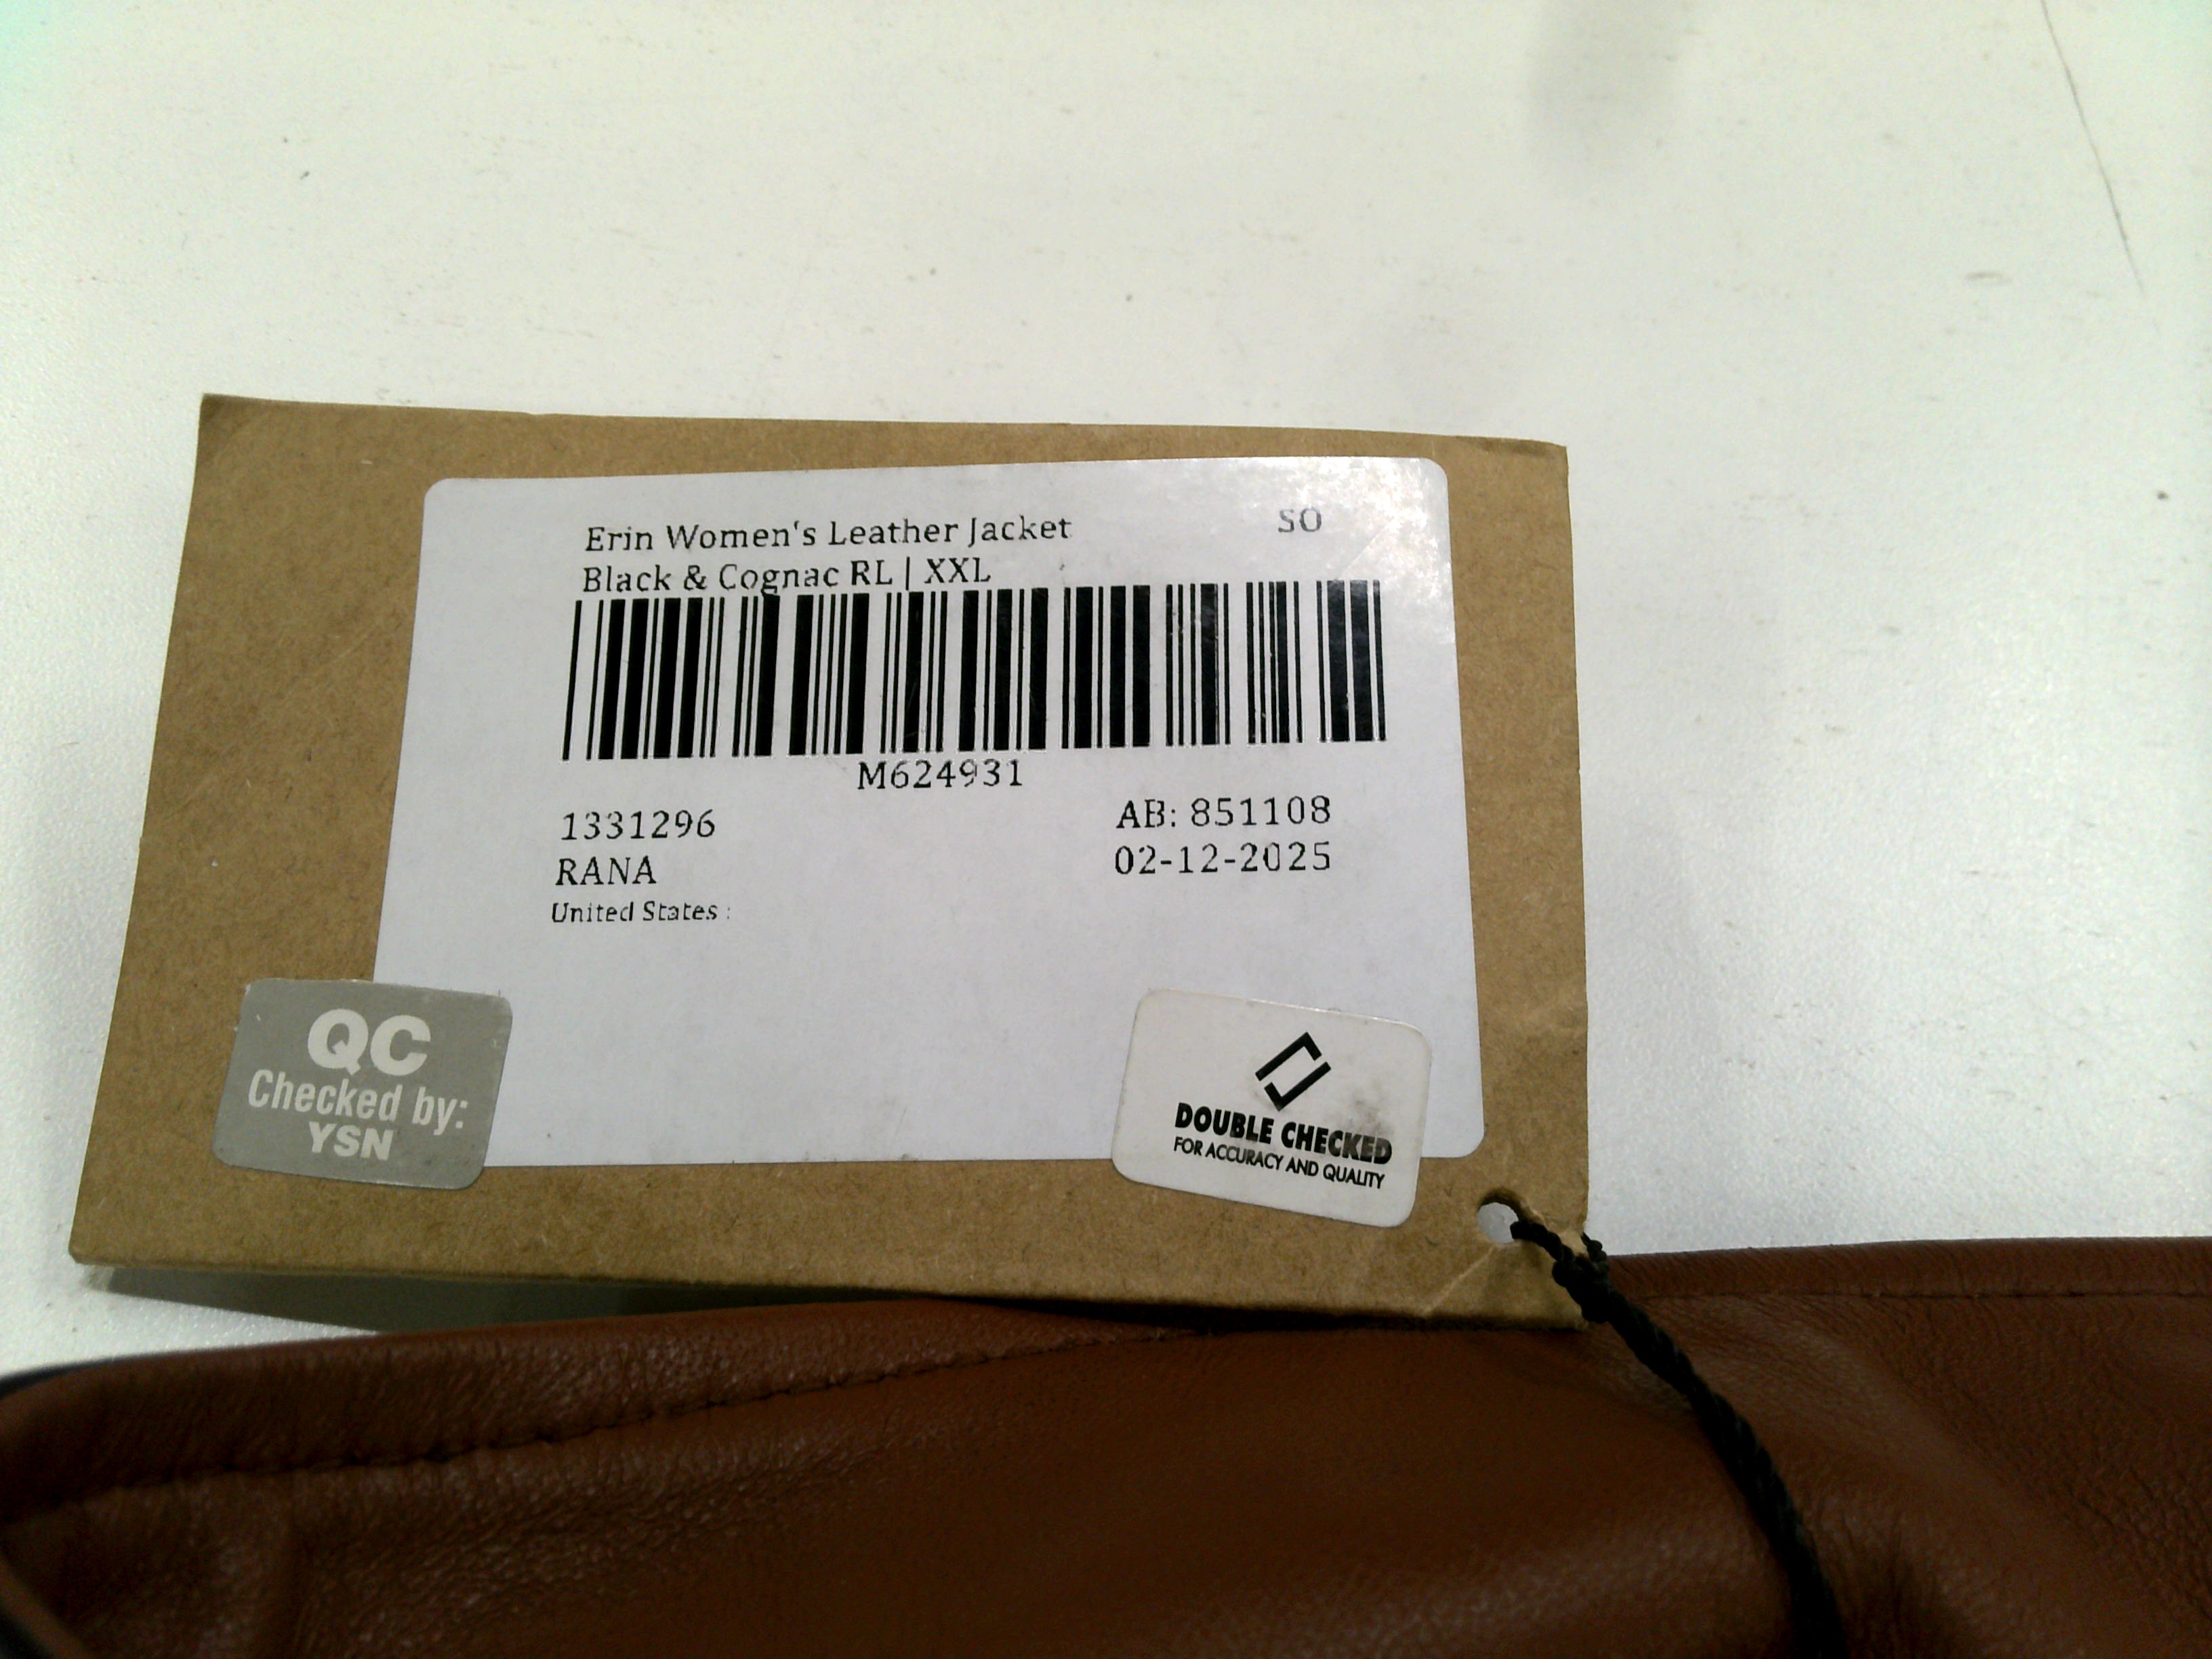 Erin Women's Leather Jacket
SO
Black & Cognac RL | XXL
M624931
1331296
AB: 851108
RANA
02-12-2025
United States :
QC
Checked by:
YSN
DOUBLE CHECKED
FOR ACCURACY AND QUALITY